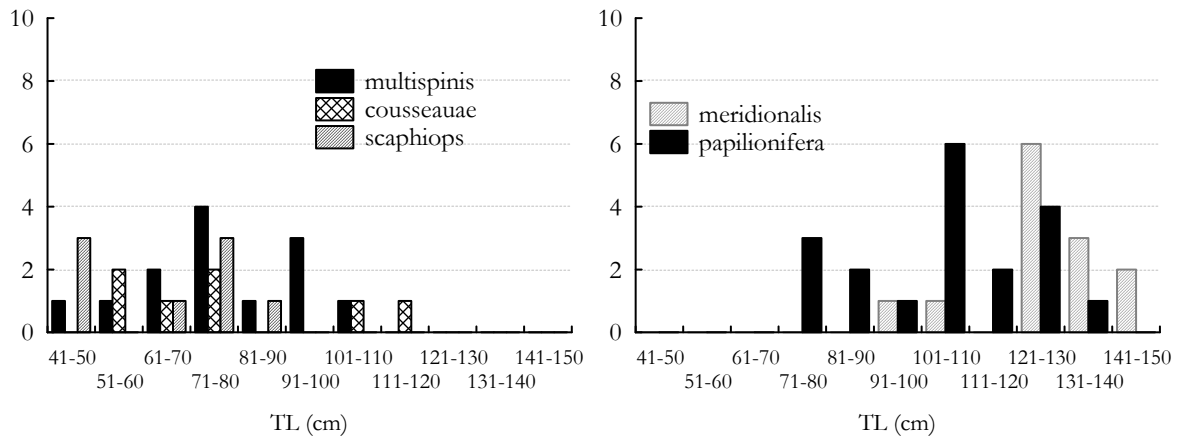 10
8
6
4
2
0
multispinis
cousseauae
scaphiops
41-50 61-70 81-90 101-110 121-130 141-150
51-60 71-80 91-100 111-120 131-140
TL (cm)
10
8
6
4
2
0
meridionalis
papilionifera
41-50 61-70 81-90 101-110 121-130 141-150
51-60 71-80 91-100 111-120 131-140
TL (cm)